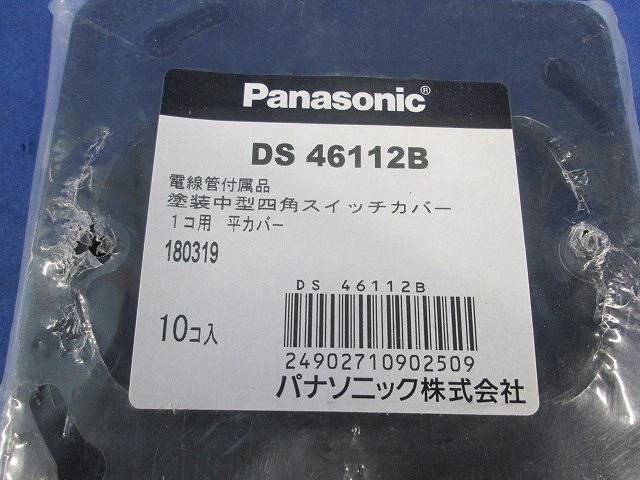 Panasonic®
DS 46112B
電線管付属品
塗装中型四角スイッチカバー
1コ用 平カバー
180319
DS 46112B
10コ入
24902710902509
パナソニック株式会社